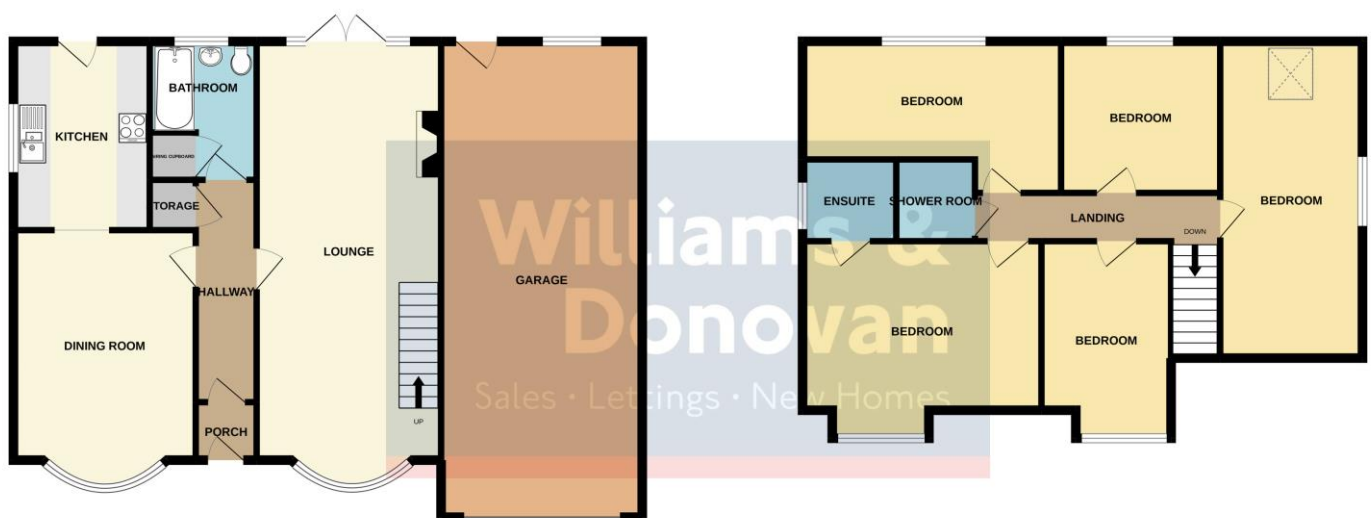 KITCHEN
BATHROOM
TORAGE
DINING ROOM
HALLWAY
PORCH
LOUNGE
UP
GARAGE
BEDROOM
BEDROOM
BEDROOM
ENSUITE
SHOWER ROOM
LANDING
DOWN
BEDROOM
BEDROOM
Williams &
Donovan
Sales · Lettings · New Homes